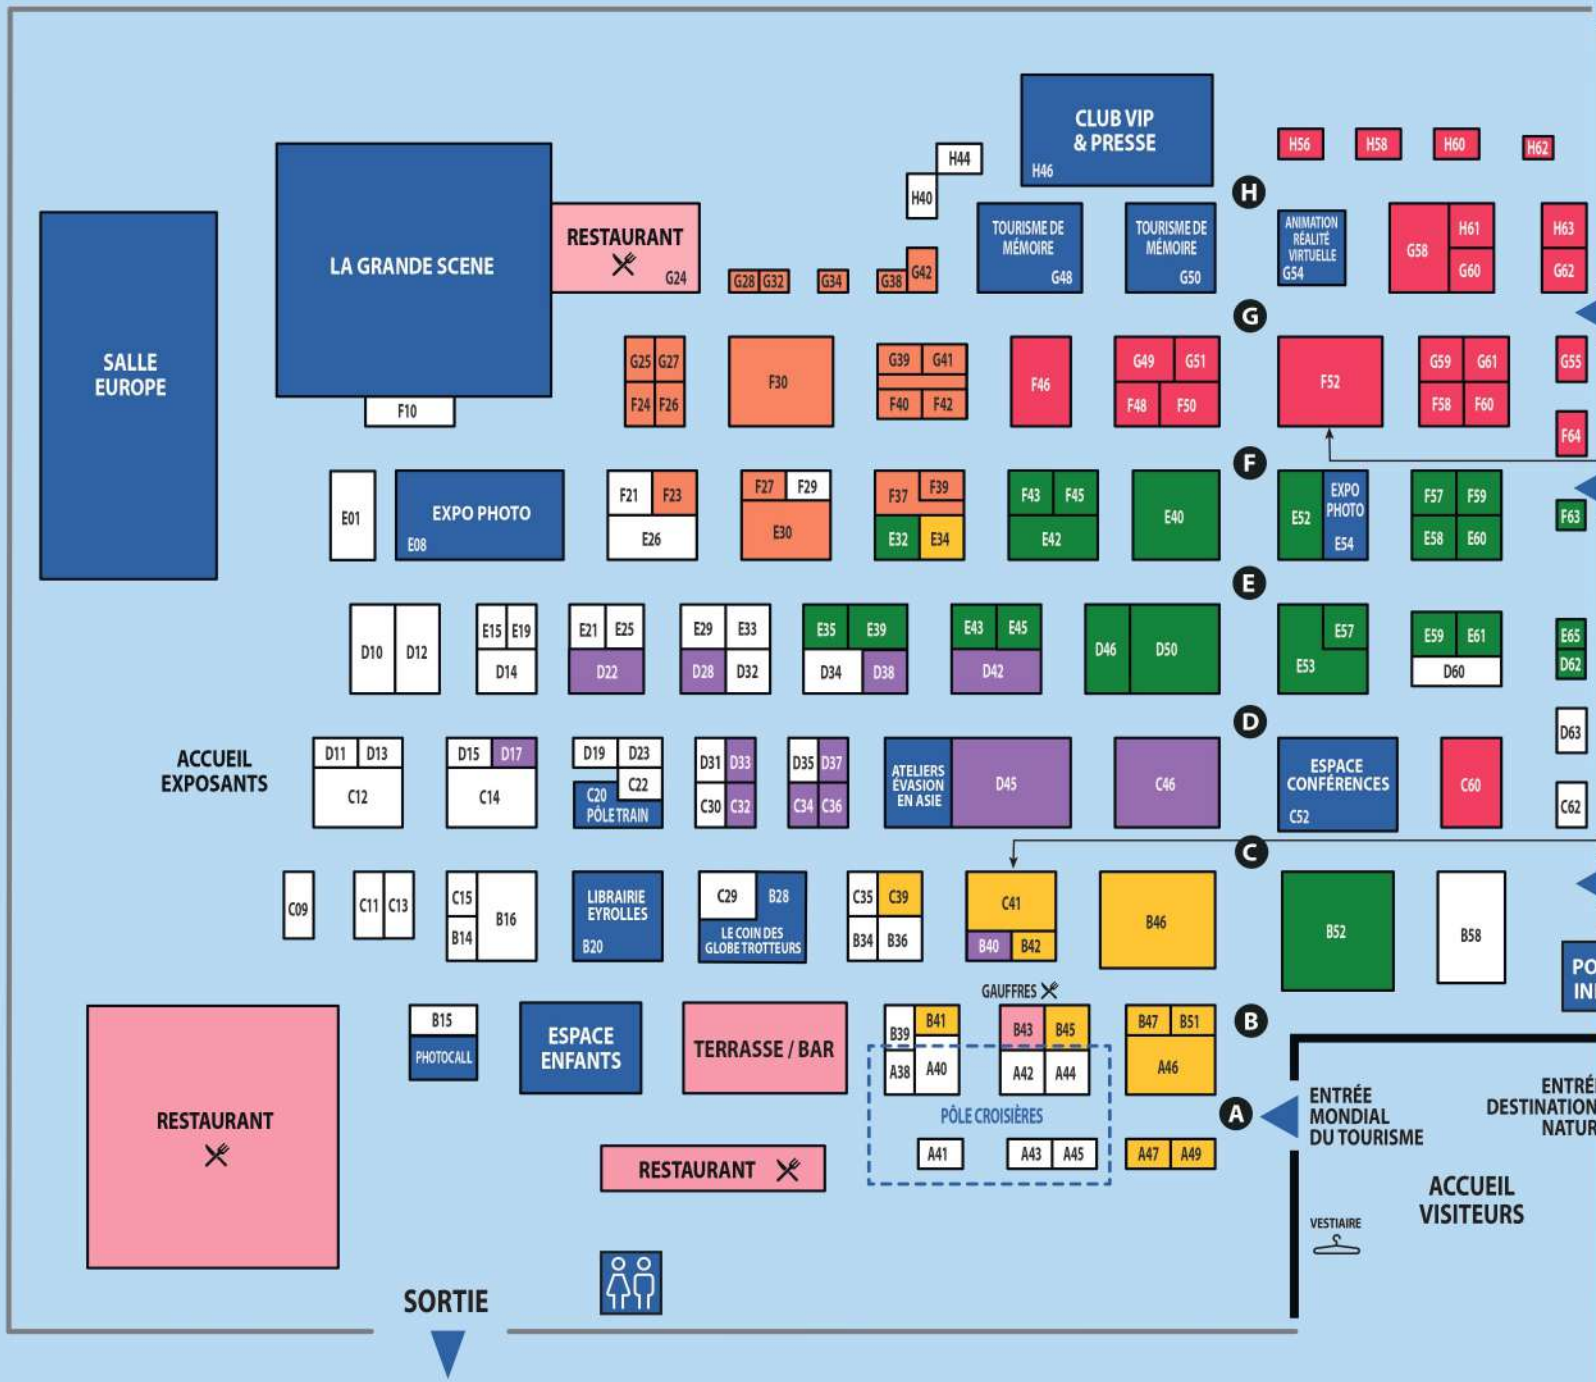 CLUB VIP
& PRESSE
H46
H44
H40
H56
H58
H60
H62
H
LA GRANDE SCENE
RESTAURANT
G24
G28
G32
G34
G38
G42
TOURISME DE
MÉMOIRE
G48
TOURISME DE
MÉMOIRE
G50
ANIMATION
RÉALITÉ
VIRTUELLE
G54
G58
H61
G60
H63
G62
SALLE
EUROPE
G
F10
G25
G27
F24
F26
F30
G39
G41
F40
F42
F46
G49
G51
F48
F50
F52
G59
G61
F58
F60
G55
F64
F
E01
EXPO PHOTO
E08
F21
F23
E26
F27
F29
E30
F37
F39
E32
E34
F43
F45
E42
E40
E52
EXPO
PHOTO
E54
F57
F59
E58
E60
F63
E
D10
D12
E15
E19
D14
E21
E25
D22
E29
E33
D28
D32
E35
E39
D34
D38
E43
E45
D42
D46
D50
E57
E53
E59
E61
D60
E65
D62
D
ACCUEIL
EXPOSANTS
D11
D13
C12
D15
D17
C14
D19
D23
C22
C20
PÔLE TRAIN
D31
D33
C30
C32
D35
D37
C34
C36
ATELIERS
ÉVASION
EN ASIE
D45
C46
ESPACE
CONFÉRENCES
C52
C60
D63
C62
C
C09
C11
C13
C15
B14
B16
LIBRAIRIE
EYROLLES
B20
C29
B28
LE COIN DES
GLOBE TROTTEURS
C35
C39
B34
B36
C41
B40
B42
B46
B52
B58
PO
IN
GAUFFRES
B
B15
PHOTOCALL
ESPACE
ENFANTS
TERRASSE / BAR
B39
B41
A38
A40
B43
B45
A42
A44
B47
B51
A46
PÔLE CROISIÈRES
A
A41
A43
A45
A47
A49
RESTAURANT
RESTAURANT
ENTRÉE
MONDIAL
DU TOURISME
ENTRÉ
DESTINATION
NATUR
ACCUEIL
VISITEURS
VESTIAIRE
SORTIE